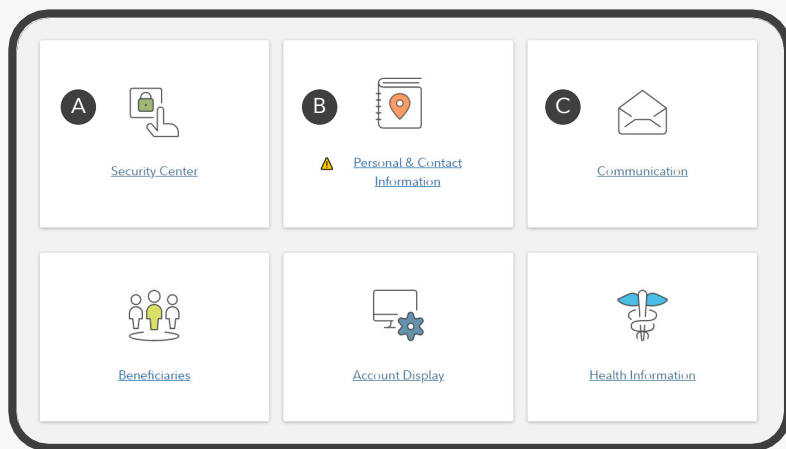 A
B
C
Security Center
Personal & Contact
Information
Communication
Beneficiaries
Account Display
Health Information